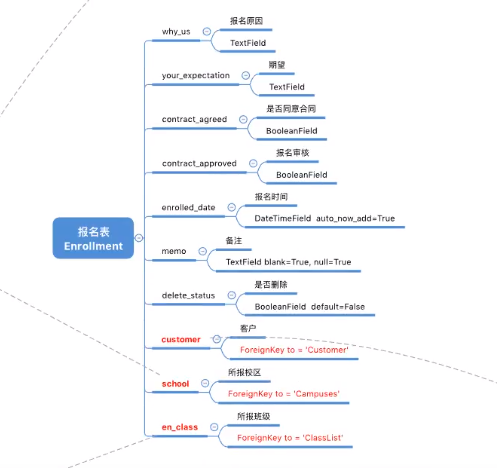 报名表
Enrollment
why_us
报名原因
TextField
your_expectation
期望
TextField
contract_agreed
是否同意合同
BooleanField
contract_approved
报名审核
BooleanField
enrolled_date
报名时间
DateTimeField auto_now_add=True
memo
备注
TextField blank=True, null=True
delete_status
是否删除
BooleanField default=False
customer
客户
ForeignKey to = 'Customer'
school
所报校区
ForeignKey to = 'Campuses'
en_class
所报班级
ForeignKey to = 'ClassList'